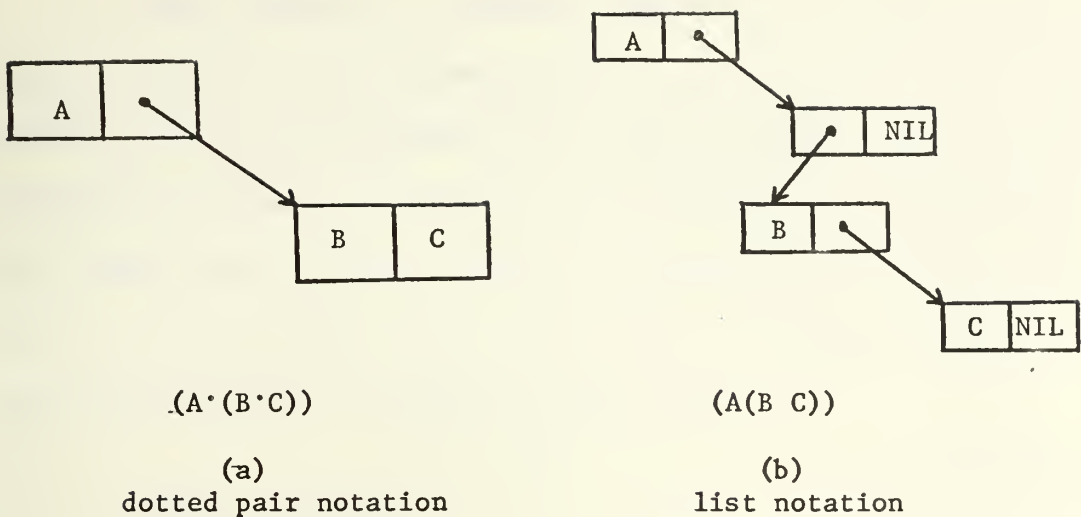 A
B C
(A·(B·C))
(a)
dotted pair notation
A
NIL
B
C NIL
(A(B C))
(b)
list notation